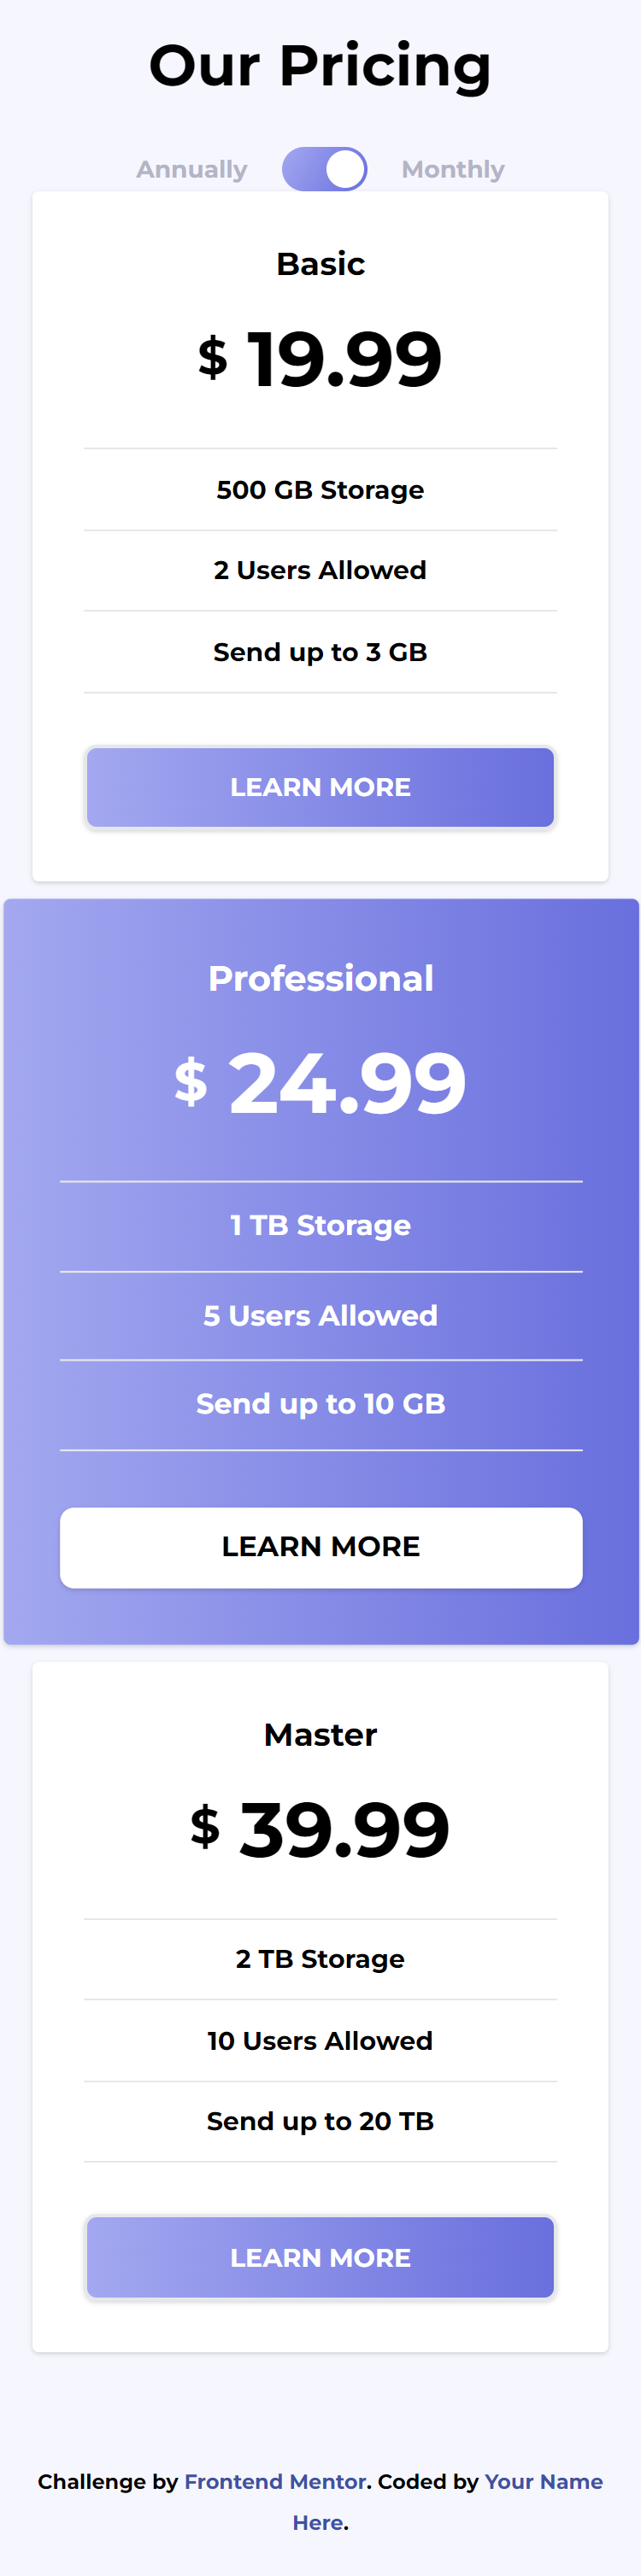 Our Pricing
Annually Monthly
Basic
$ 19.99
500 GB Storage
2 Users Allowed
Send up to 3 GB
LEARN MORE
Professional
$ 24.99
1 TB Storage
5 Users Allowed
Send up to 10 GB
LEARN MORE
Master
$ 39.99
2 TB Storage
10 Users Allowed
Send up to 20 TB
LEARN MORE
Challenge by Frontend Mentor. Coded by Your Name
Here.